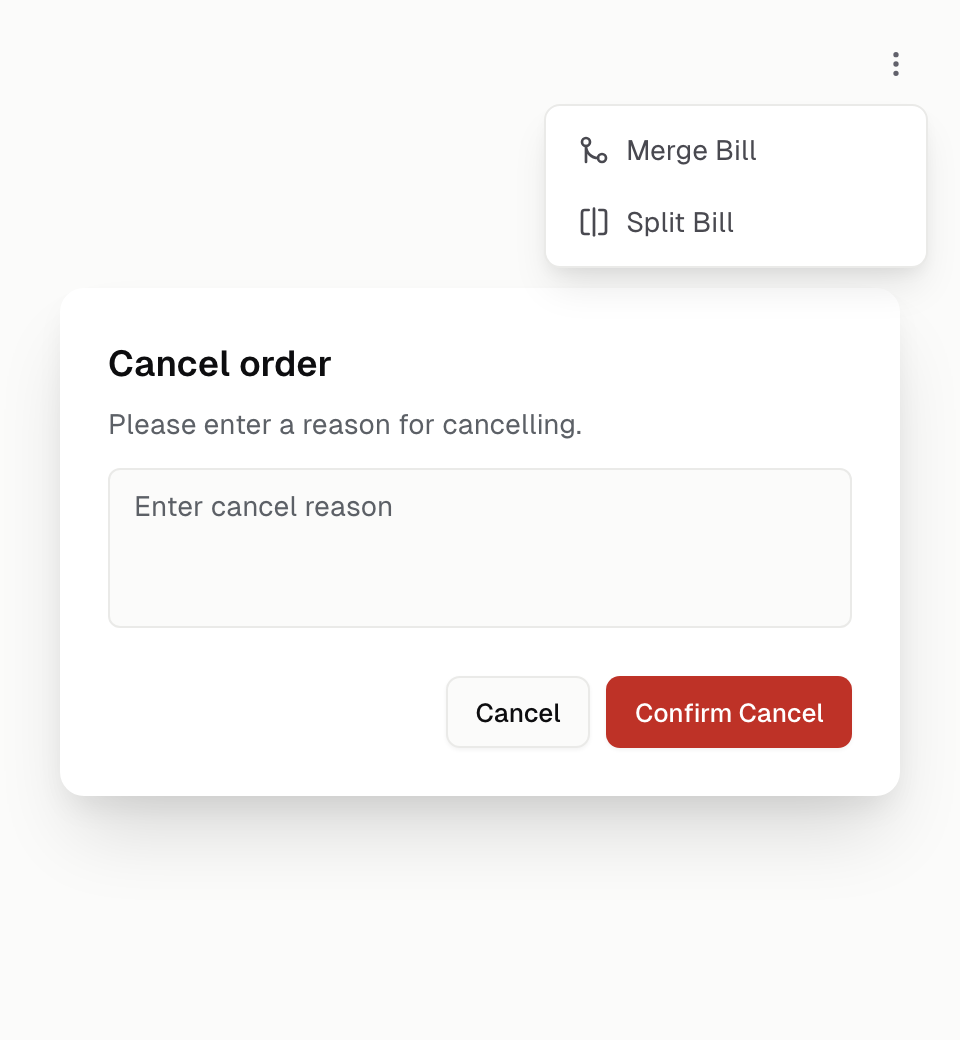 Merge Bill
Split Bill
Cancel order
Please enter a reason for cancelling.
Enter cancel reason
Cancel
Confirm Cancel